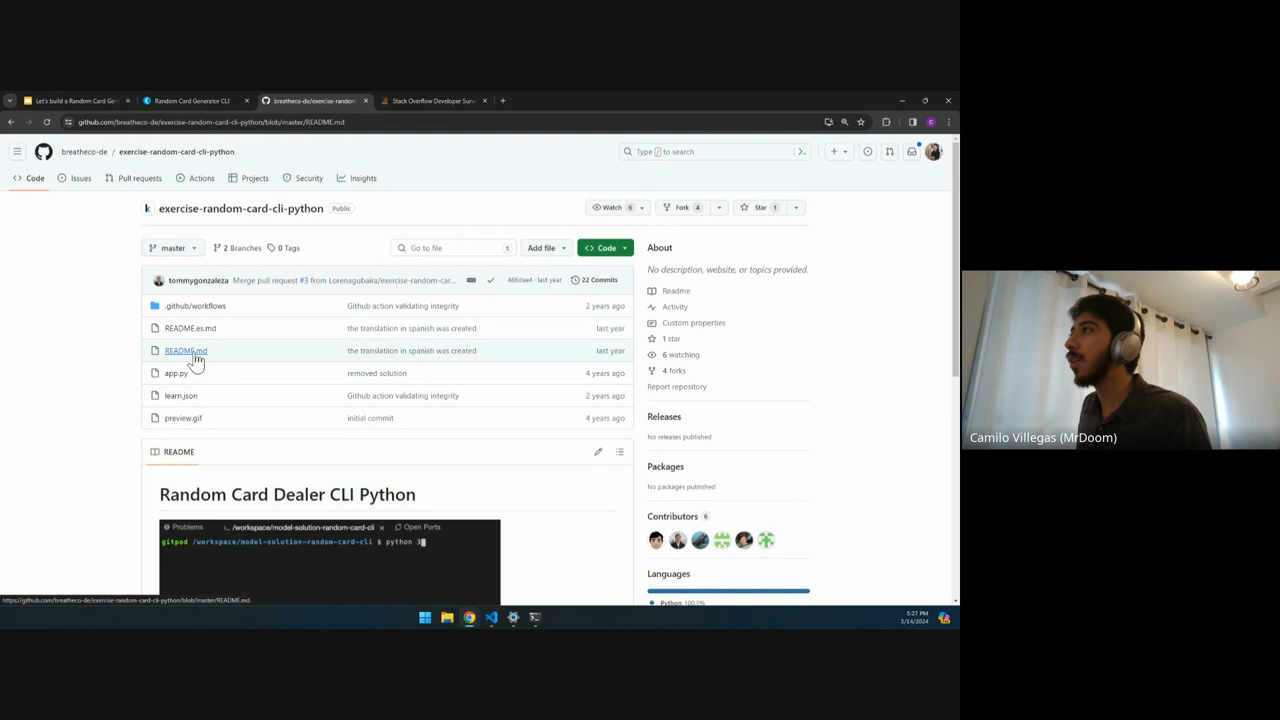 Let's build a Random Card Gen
Random Card Generator CLI
breatheco-de/exercise-random-
Stack Overflow Developer Surv
github.com/breatheco-de/exercise-random-card-cli-python/blob/master/README.md
breatheco-de / exercise-random-card-cli-python
Type / to search
Code
Issues
Pull requests
Actions
Projects
Security
Insights
exercise-random-card-cli-python
Public
Watch 6
Fork 4
Star 1
master
2 Branches
0 Tags
Go to file
t
Add file
Code
tommygonzaleza Merge pull request #3 from Lorenagubaira/exercise-random-car... 466dae4 · last year 22 Commits
.github/workflows Github action validating integrity 2 years ago
README.es.md the translatiin in spanish was created last year
README.md the translatiin in spanish was created last year
app.py removed solution 4 years ago
learn.json Github action validating integrity 2 years ago
preview.gif initial commit 4 years ago
README
Random Card Dealer CLI Python
Problems
/workspace/model-solution-random-card-cli
Open Ports
gitpod /workspace/model-solution-random-card-cli $ python 3
About
No description, website, or topics provided.
Readme
Activity
Custom properties
1 star
6 watching
4 forks
Report repository
Releases
No releases published
Packages
No packages published
Contributors 6
Languages
Python 100.0%
https://github.com/breatheco-de/exercise-random-card-cli-python/blob/master/README.md
5:27 PM
3/14/2024
Camilo Villegas (MrDoom)